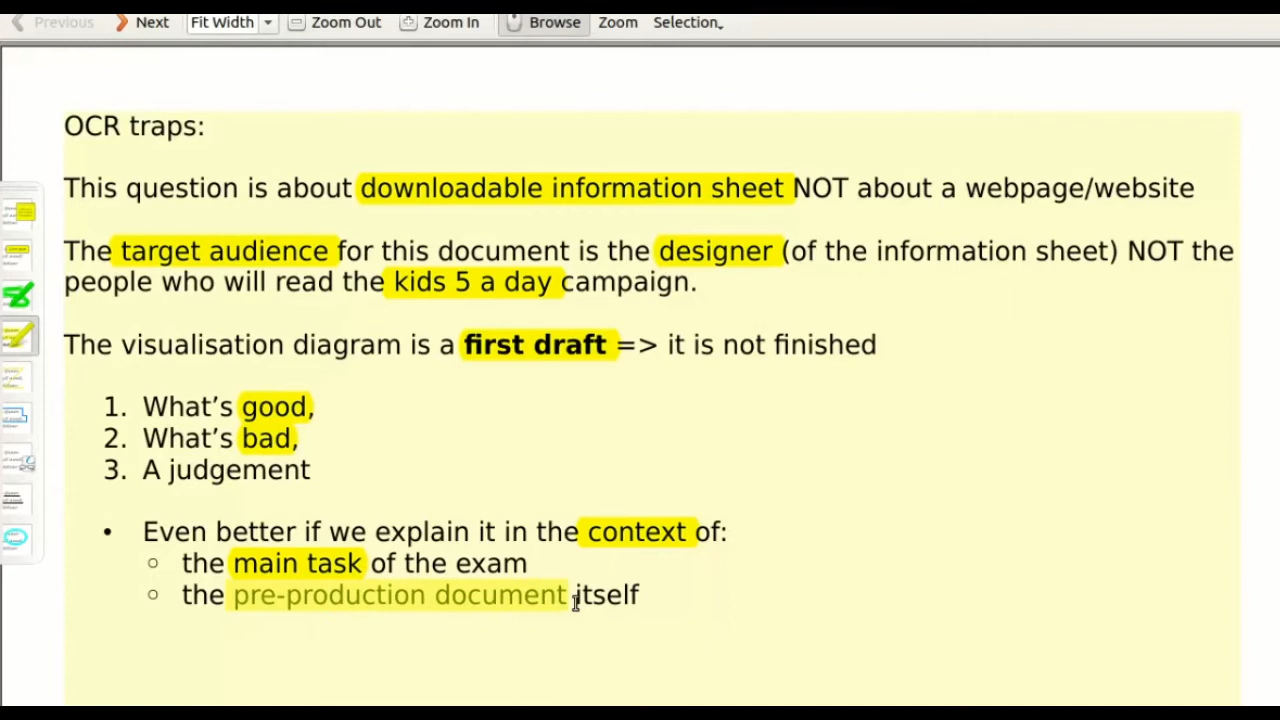 Previous Next Fit Width Zoom Out Zoom In Browse Zoom Selection
OCR traps:
This question is about downloadable information sheet NOT about a webpage/website
The target audience for this document is the designer (of the information sheet) NOT the
people who will read the kids 5 a day campaign.
The visualisation diagram is a first draft => it is not finished
1. What’s good,
2. What’s bad,
3. A judgement
• Even better if we explain it in the context of:
◦ the main task of the exam
◦ the pre-production document itself